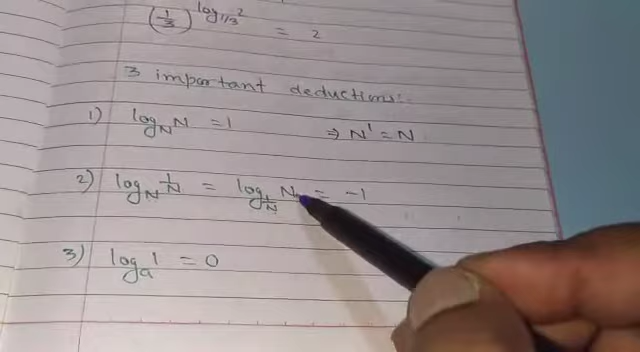 (1/3)^log_{1/3} 2 = 2
3 important deductions:-
1) log_N N = 1 ⇒ N^1 = N
2) log_N 1/N = log_{1/N} N = -1
3) log_a 1 = 0